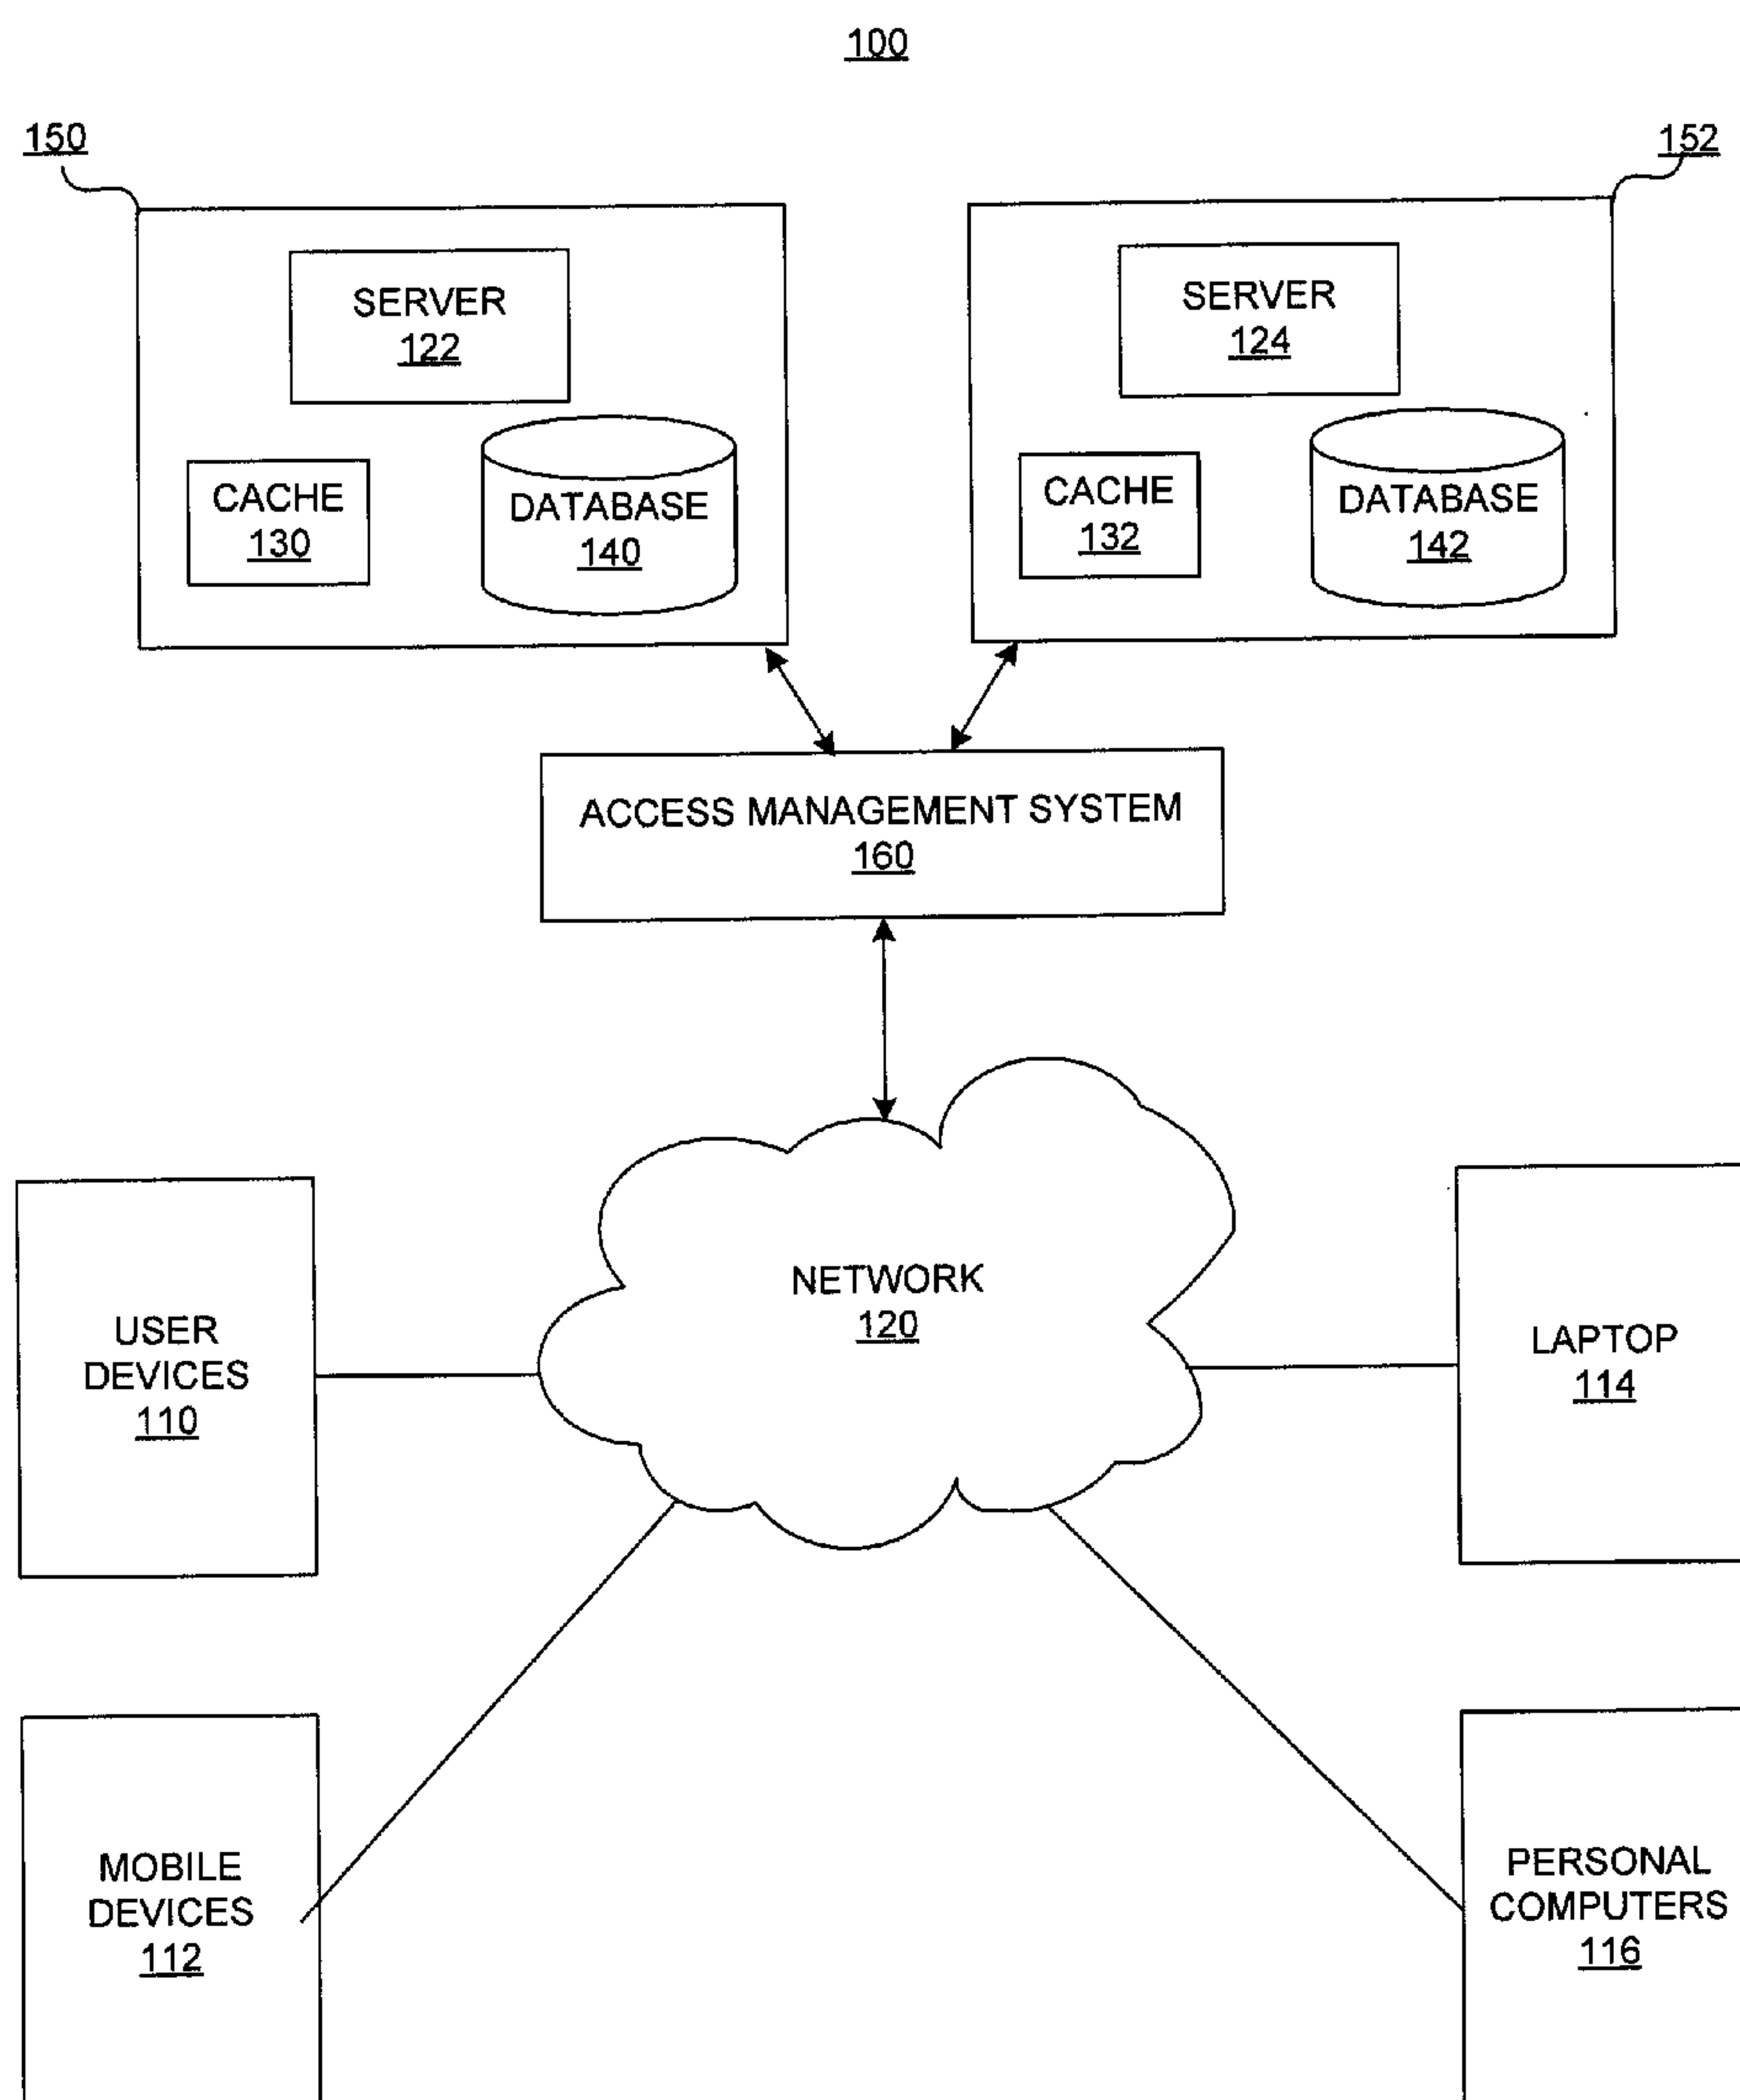 100
150
152
SERVER
122
SERVER
124
CACHE
130
DATABASE
140
CACHE
132
DATABASE
142
ACCESS MANAGEMENT SYSTEM
160
NETWORK
120
USER
DEVICES
110
LAPTOP
114
MOBILE
DEVICES
112
PERSONAL
COMPUTERS
116